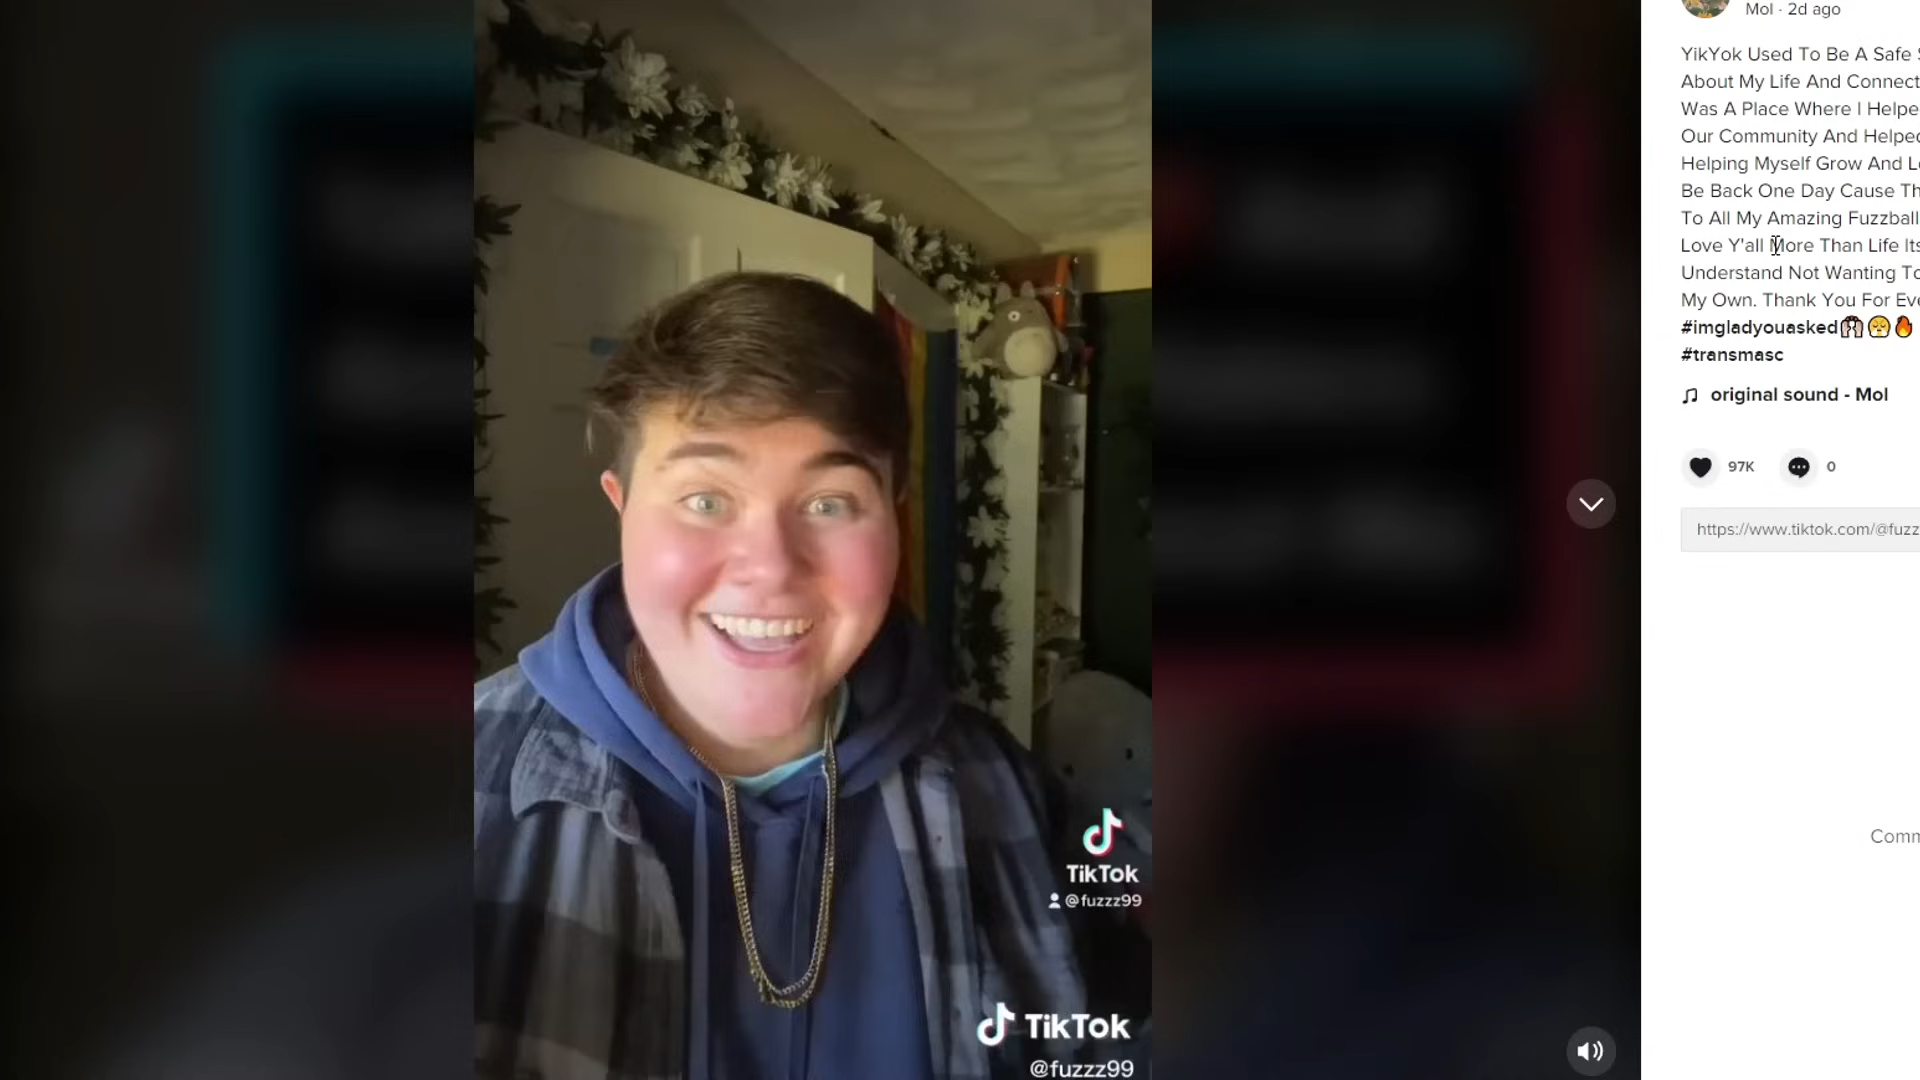 Mol · 2d ago
YikYok Used To Be A Safe
About My Life And Connect
Was A Place Where I Helpe
Our Community And Helped
Helping Myself Grow And L
Be Back One Day Cause Th
To All My Amazing Fuzzball
Love Y'all More Than Life Its
Understand Not Wanting To
My Own. Thank You For Eve
#imgladyouasked🙌😤🔥
#transmasc
original sound - Mol
97K 0
https://www.tiktok.com/@fuzz
Comm
TikTok
@fuzzz99
TikTok
@fuzzz99